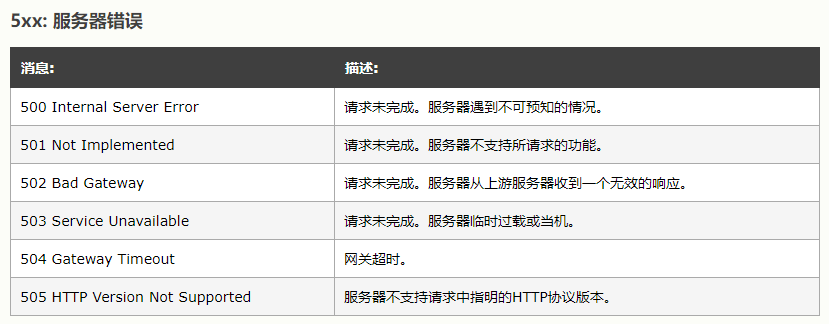 5xx: 服务器错误
消息: 描述:
500 Internal Server Error 请求未完成。服务器遇到不可预知的情况。
501 Not Implemented 请求未完成。服务器不支持所请求的功能。
502 Bad Gateway 请求未完成。服务器从上游服务器收到一个无效的响应。
503 Service Unavailable 请求未完成。服务器临时过载或当机。
504 Gateway Timeout 网关超时。
505 HTTP Version Not Supported 服务器不支持请求中指明的HTTP协议版本。